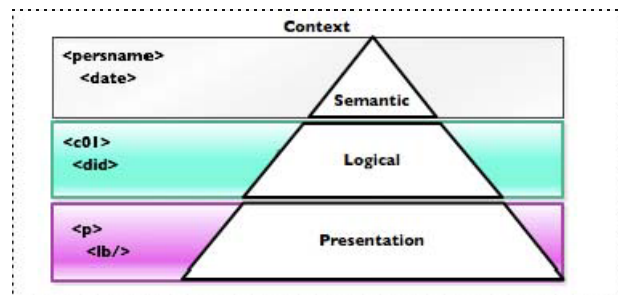 Context
<persname>
<date>
Semantic
<c01>
<did>
Logical
<p>
<lb/>
Presentation